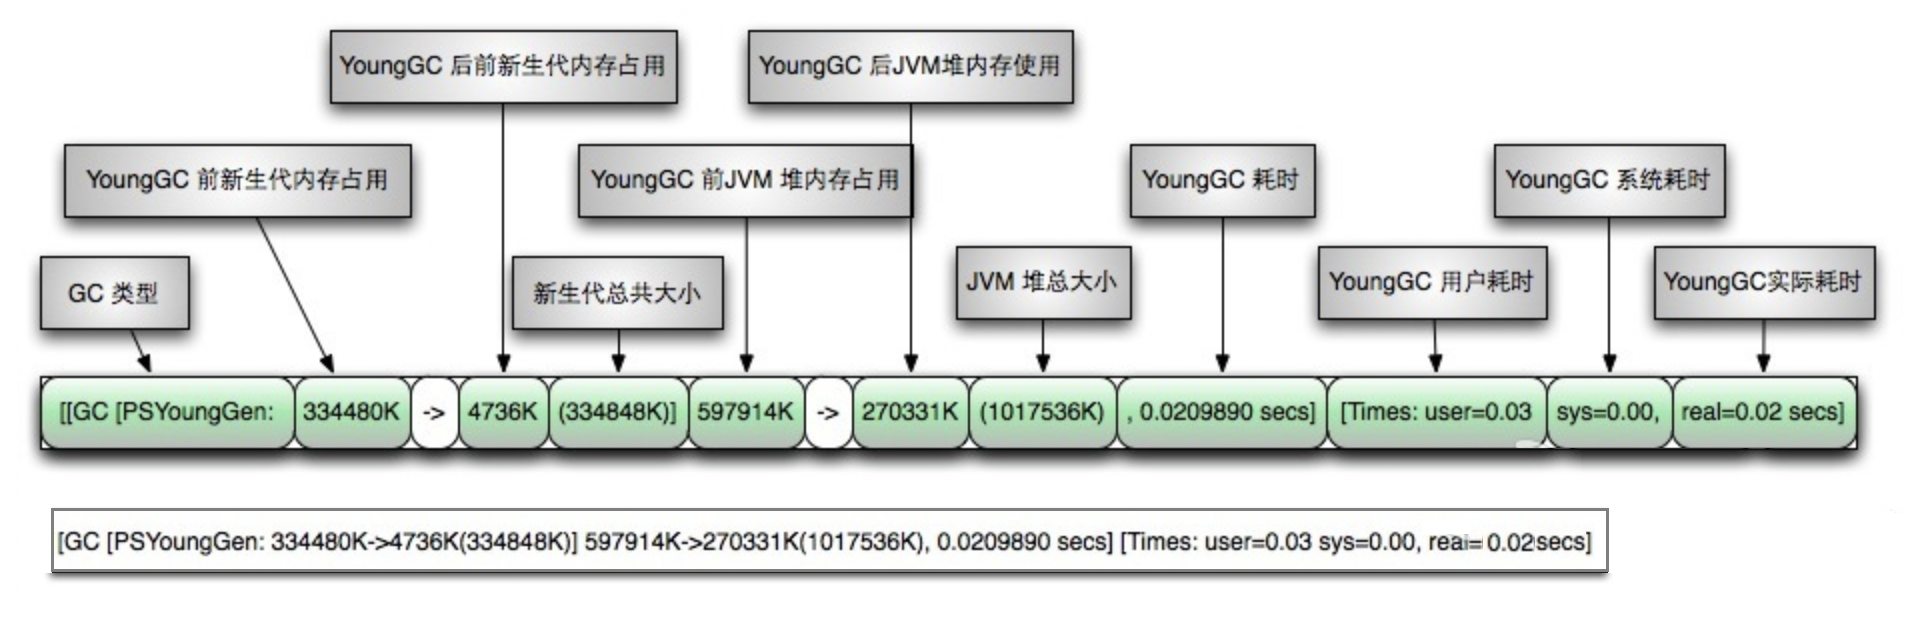 YoungGC 后前新生代内存占用
YoungGC 后JVM堆内存使用
YoungGC 前新生代内存占用
YoungGC 前JVM 堆内存占用
YoungGC 耗时
YoungGC 系统耗时
GC 类型
新生代总共大小
JVM 堆总大小
YoungGC 用户耗时
YoungGC实际耗时
[[GC [PSYoungGen: 334480K -> 4736K (334848K)] 597914K -> 270331K (1017536K) , 0.0209890 secs] [Times: user=0.03 sys=0.00, real=0.02 secs]
[GC [PSYoungGen: 334480K->4736K(334848K)] 597914K->270331K(1017536K), 0.0209890 secs] [Times: user=0.03 sys=0.00, real=0.02secs]